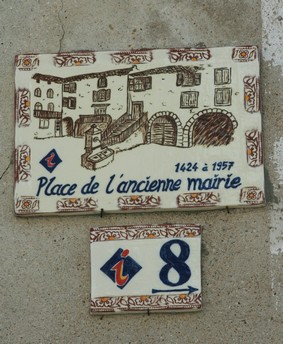 i
1424 à 1957
Place de l'ancienne mairie
i 8